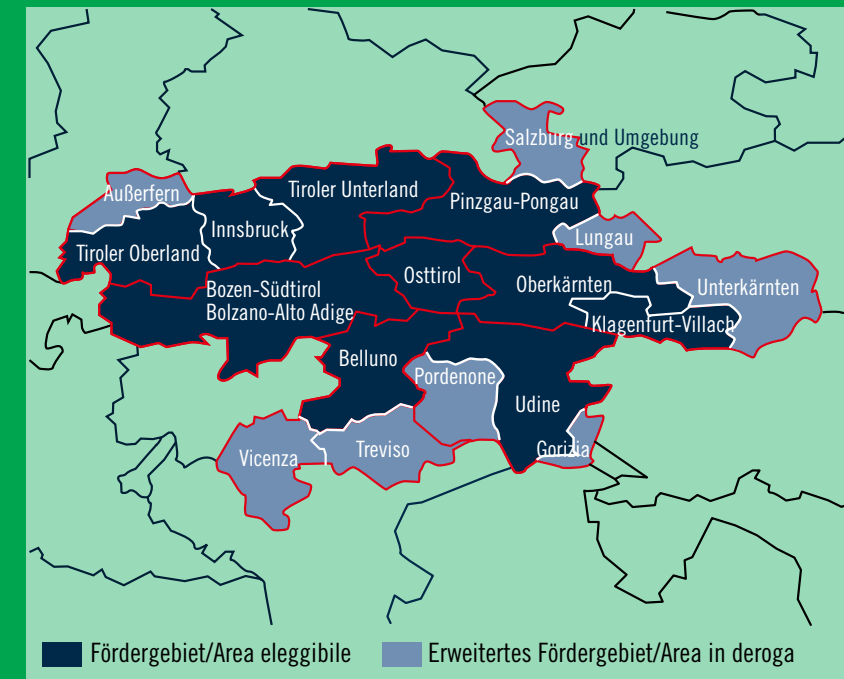 Salzburg und Umgebung
Außerfern
Tiroler Unterland
Pinzgau-Pongau
Innsbruck
Lungau
Tiroler Oberland
Osttirol
Oberkärnten
Unterkärnten
Bozen-Südtirol
Bolzano-Alto Adige
Klagenfurt-Villach
Belluno
Pordenone
Udine
Vicenza
Treviso
Gorizia
Fördergebiet/Area eleggibile
Erweitertes Fördergebiet/Area in deroga